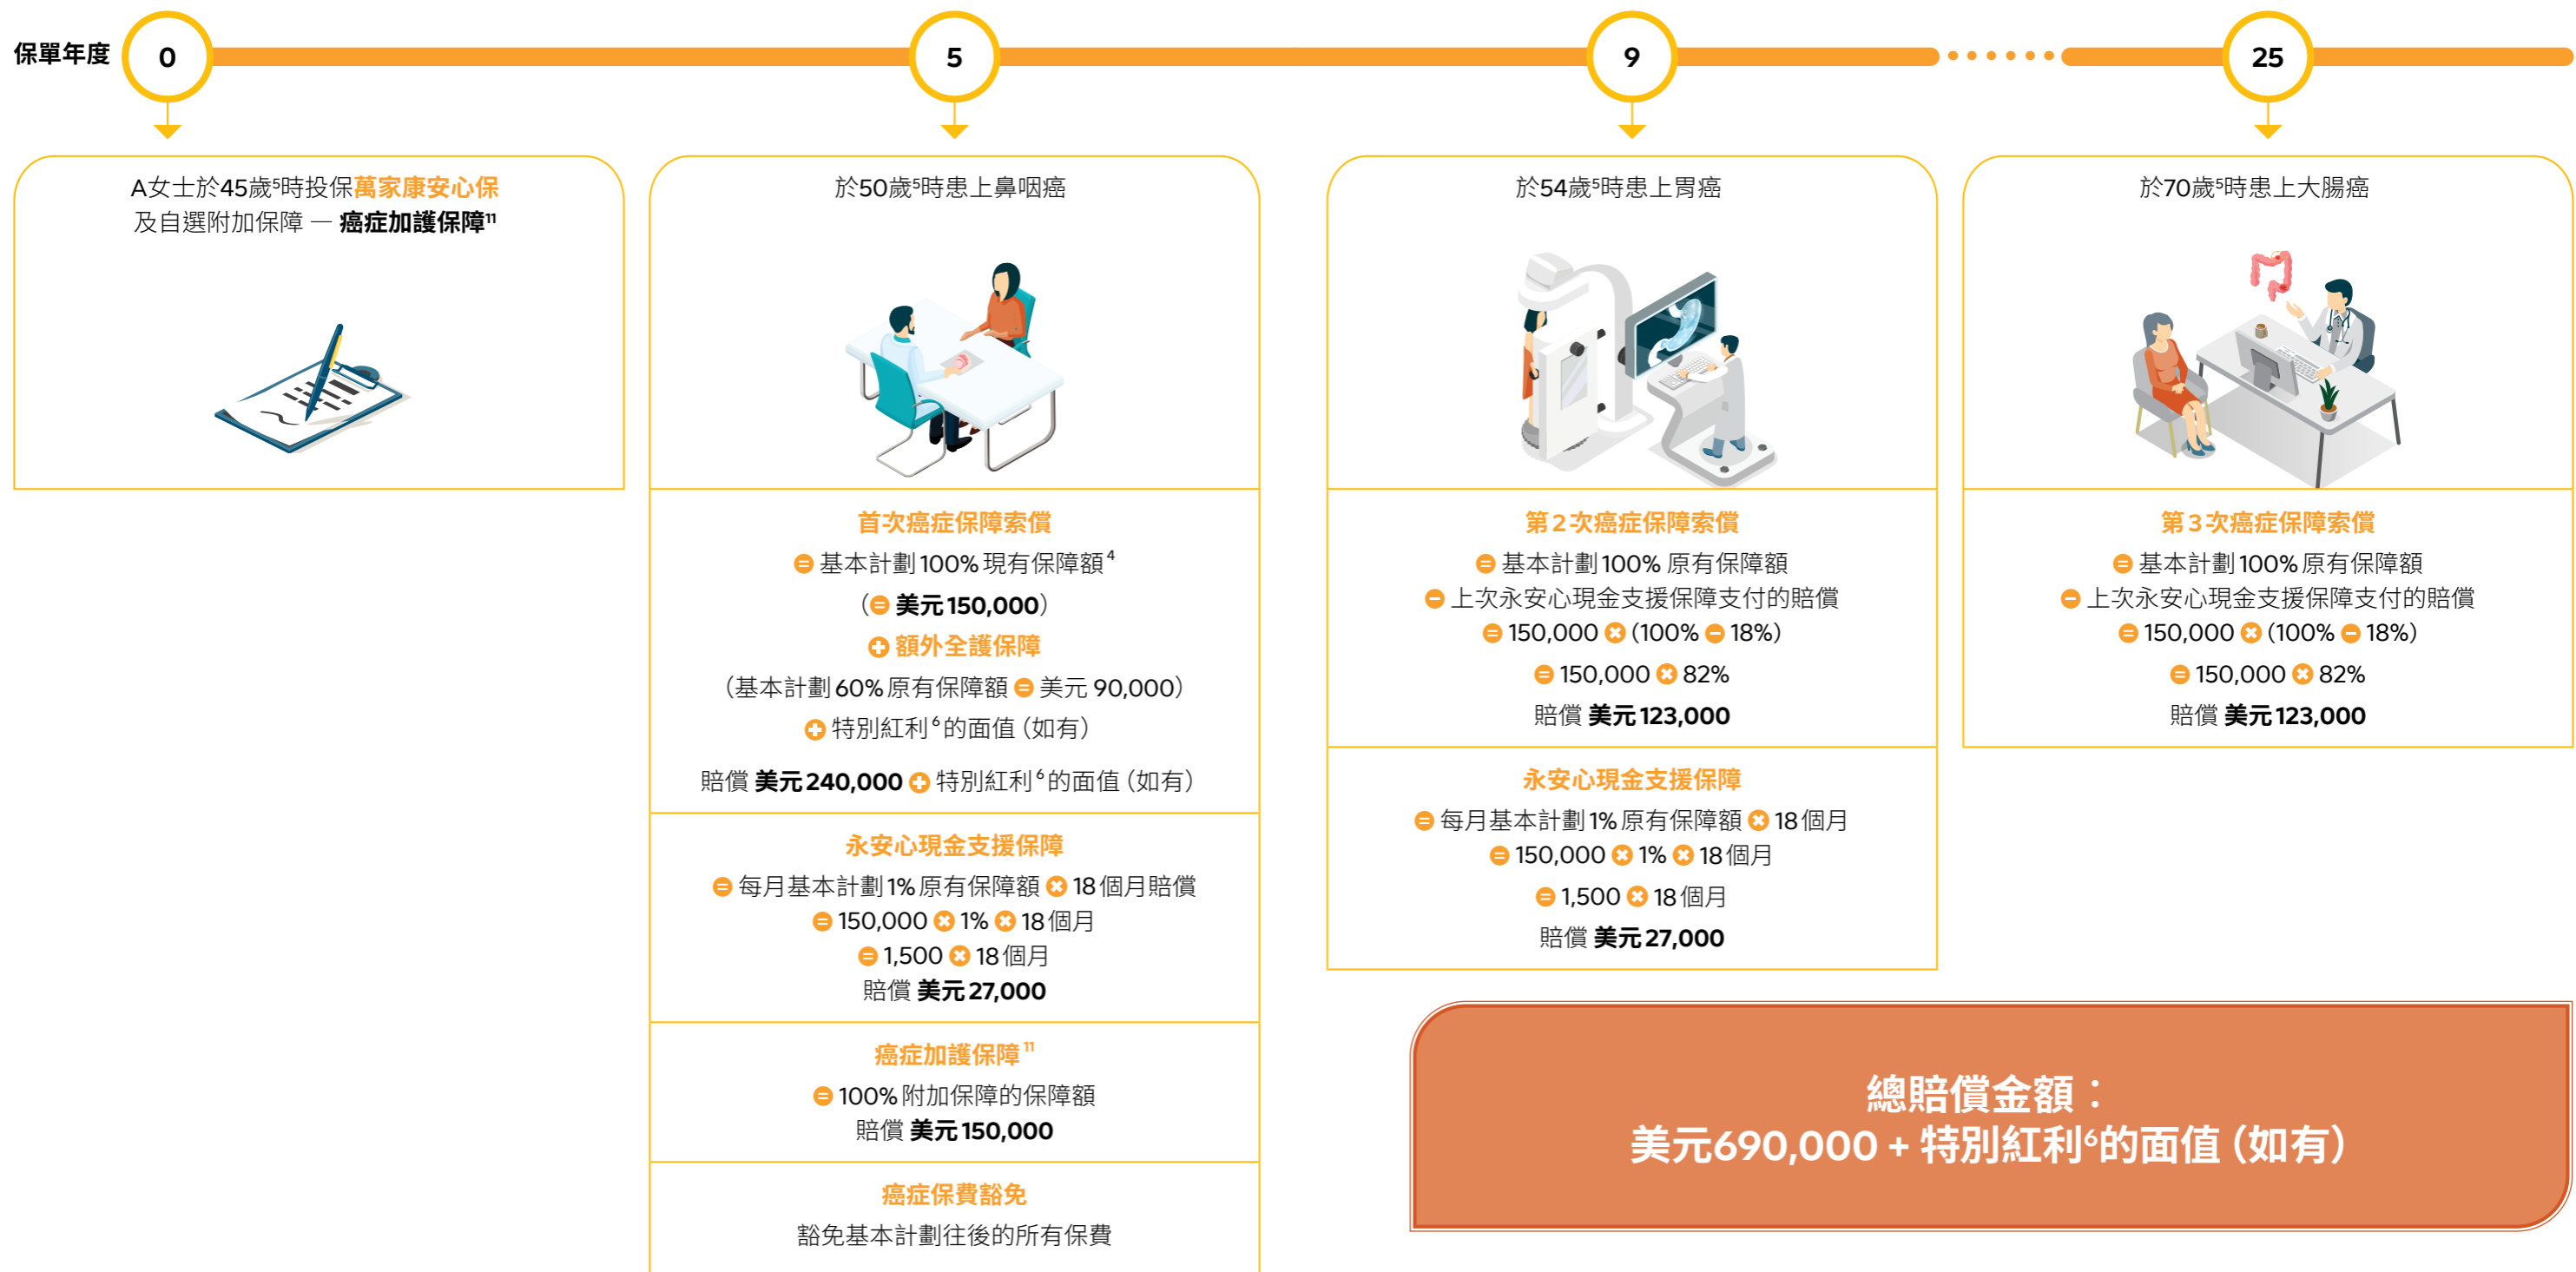 保單年度
0
5
9
25
A女士於45歲⁵時投保萬家康安心保
及自選附加保障 — 癌症加護保障¹¹
於50歲⁵時患上鼻咽癌
首次癌症保障索償
= 基本計劃100%現有保障額⁴
(= 美元150,000)
+ 額外全護保障
(基本計劃60%原有保障額 = 美元 90,000)
+ 特別紅利⁶的面值(如有)
賠償 美元240,000 + 特別紅利⁶的面值(如有)
永安心現金支援保障
= 每月基本計劃1%原有保障額 × 18個月賠償
= 150,000 × 1% × 18個月
= 1,500 × 18個月
賠償 美元27,000
癌症加護保障¹¹
= 100%附加保障的保障額
賠償 美元150,000
癌症保費豁免
豁免基本計劃往後的所有保費
於54歲⁵時患上胃癌
第2次癌症保障索償
= 基本計劃100% 原有保障額
− 上次永安心現金支援保障支付的賠償
= 150,000 × (100% − 18%)
= 150,000 × 82%
賠償 美元123,000
永安心現金支援保障
= 每月基本計劃1%原有保障額 × 18個月
= 150,000 × 1% × 18個月
= 1,500 × 18個月
賠償 美元27,000
於70歲⁵時患上大腸癌
第3次癌症保障索償
= 基本計劃100%原有保障額
− 上次永安心現金支援保障支付的賠償
= 150,000 × (100% − 18%)
= 150,000 × 82%
賠償 美元123,000
總賠償金額：
美元690,000 + 特別紅利⁶的面值(如有)